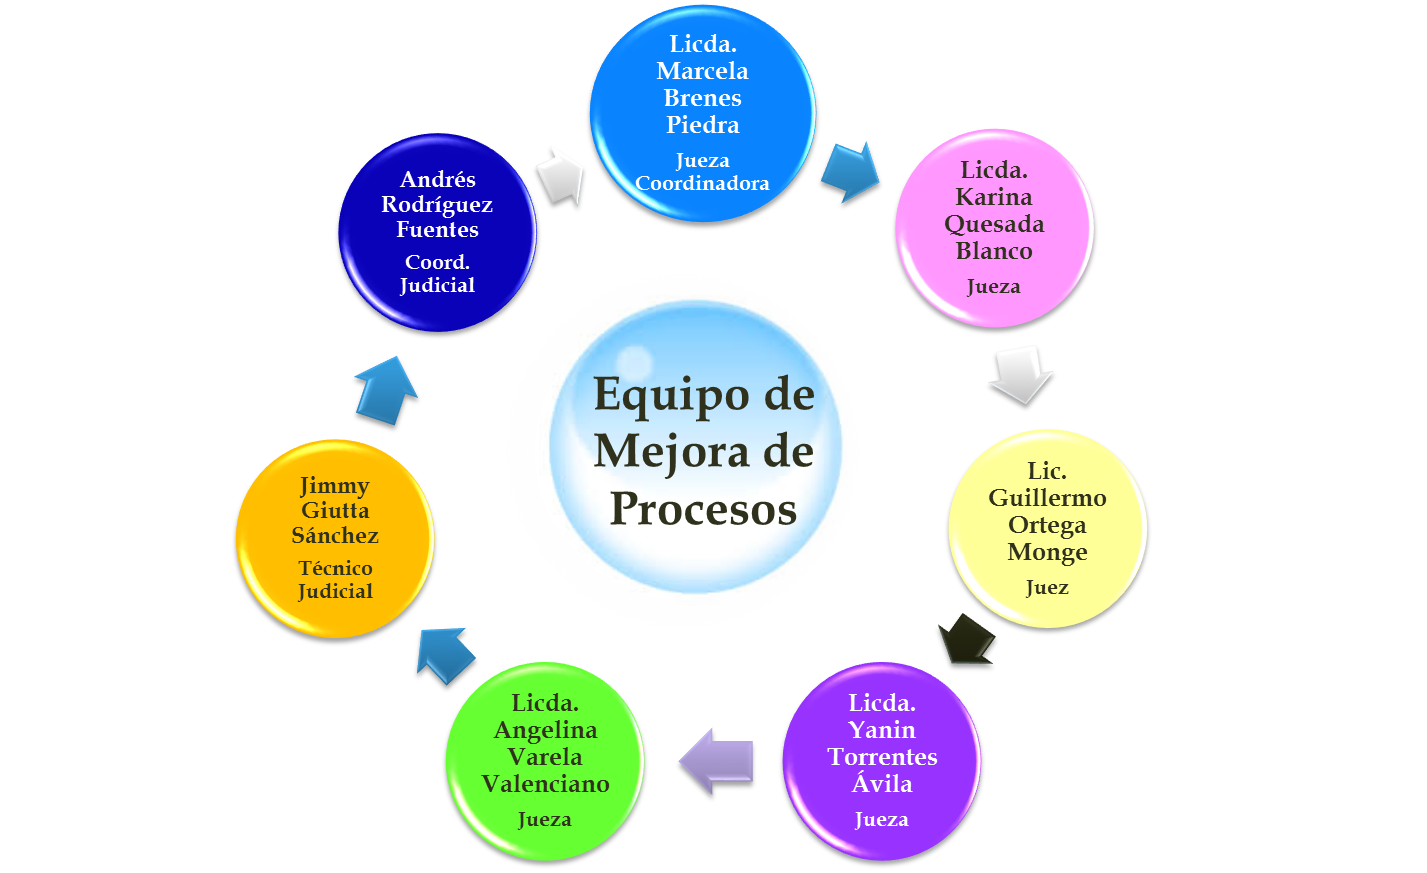 Licda.
Marcela
Brenes
Piedra
Jueza
Coordinadora
Licda.
Karina
Quesada
Blanco
Jueza
Lic.
Guillermo
Ortega
Monge
Juez
Licda.
Yanin
Torrentes
Ávila
Jueza
Licda.
Angelina
Varela
Valenciano
Jueza
Jimmy
Giutta
Sánchez
Técnico
Judicial
Andrés
Rodríguez
Fuentes
Coord.
Judicial
Equipo de
Mejora de
Procesos